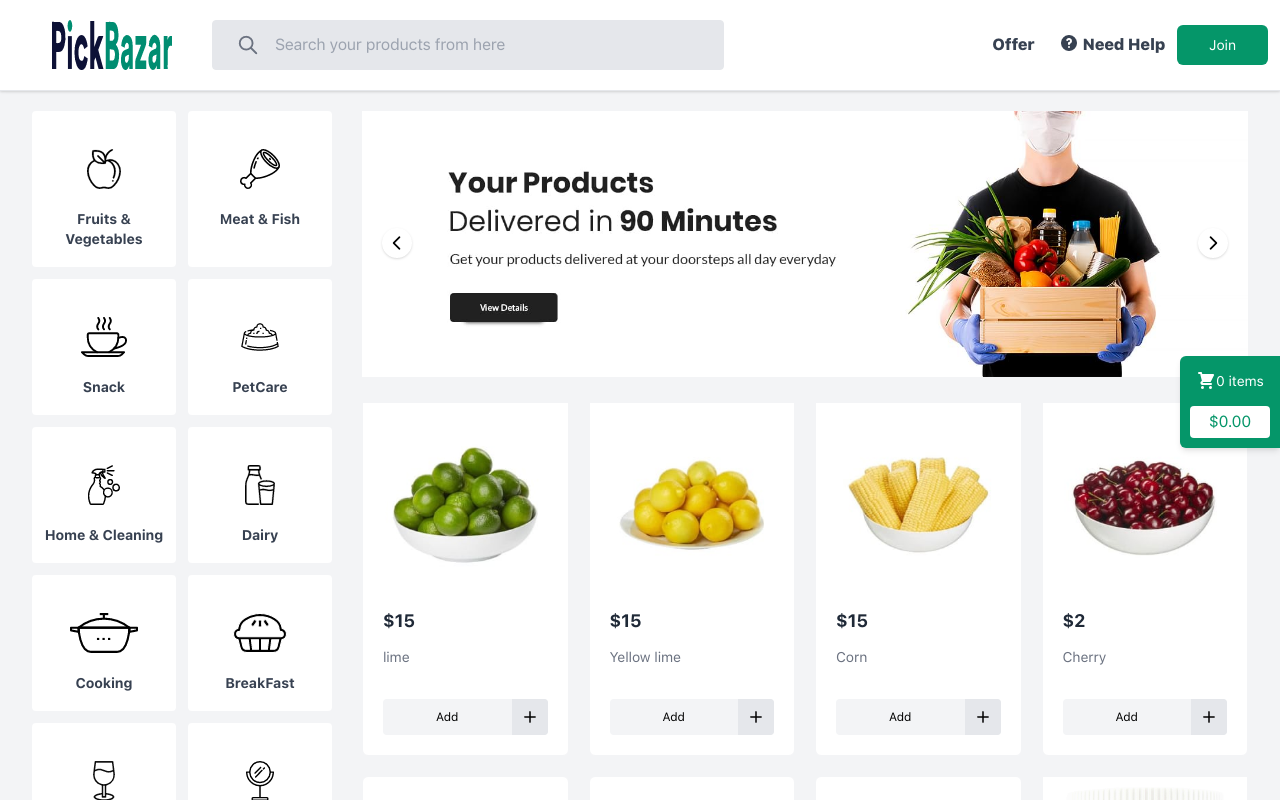 PickBazar
Search your products from here
Offer
Need Help
Join
Fruits &
Vegetables
Meat & Fish
Snack
PetCare
Home & Cleaning
Dairy
Cooking
BreakFast
Your Products
Delivered in 90 Minutes
Get your products delivered at your doorsteps all day everyday
View Details
0 items
$0.00
$15
lime
Add +
$15
Yellow lime
Add +
$15
Corn
Add +
$2
Cherry
Add +